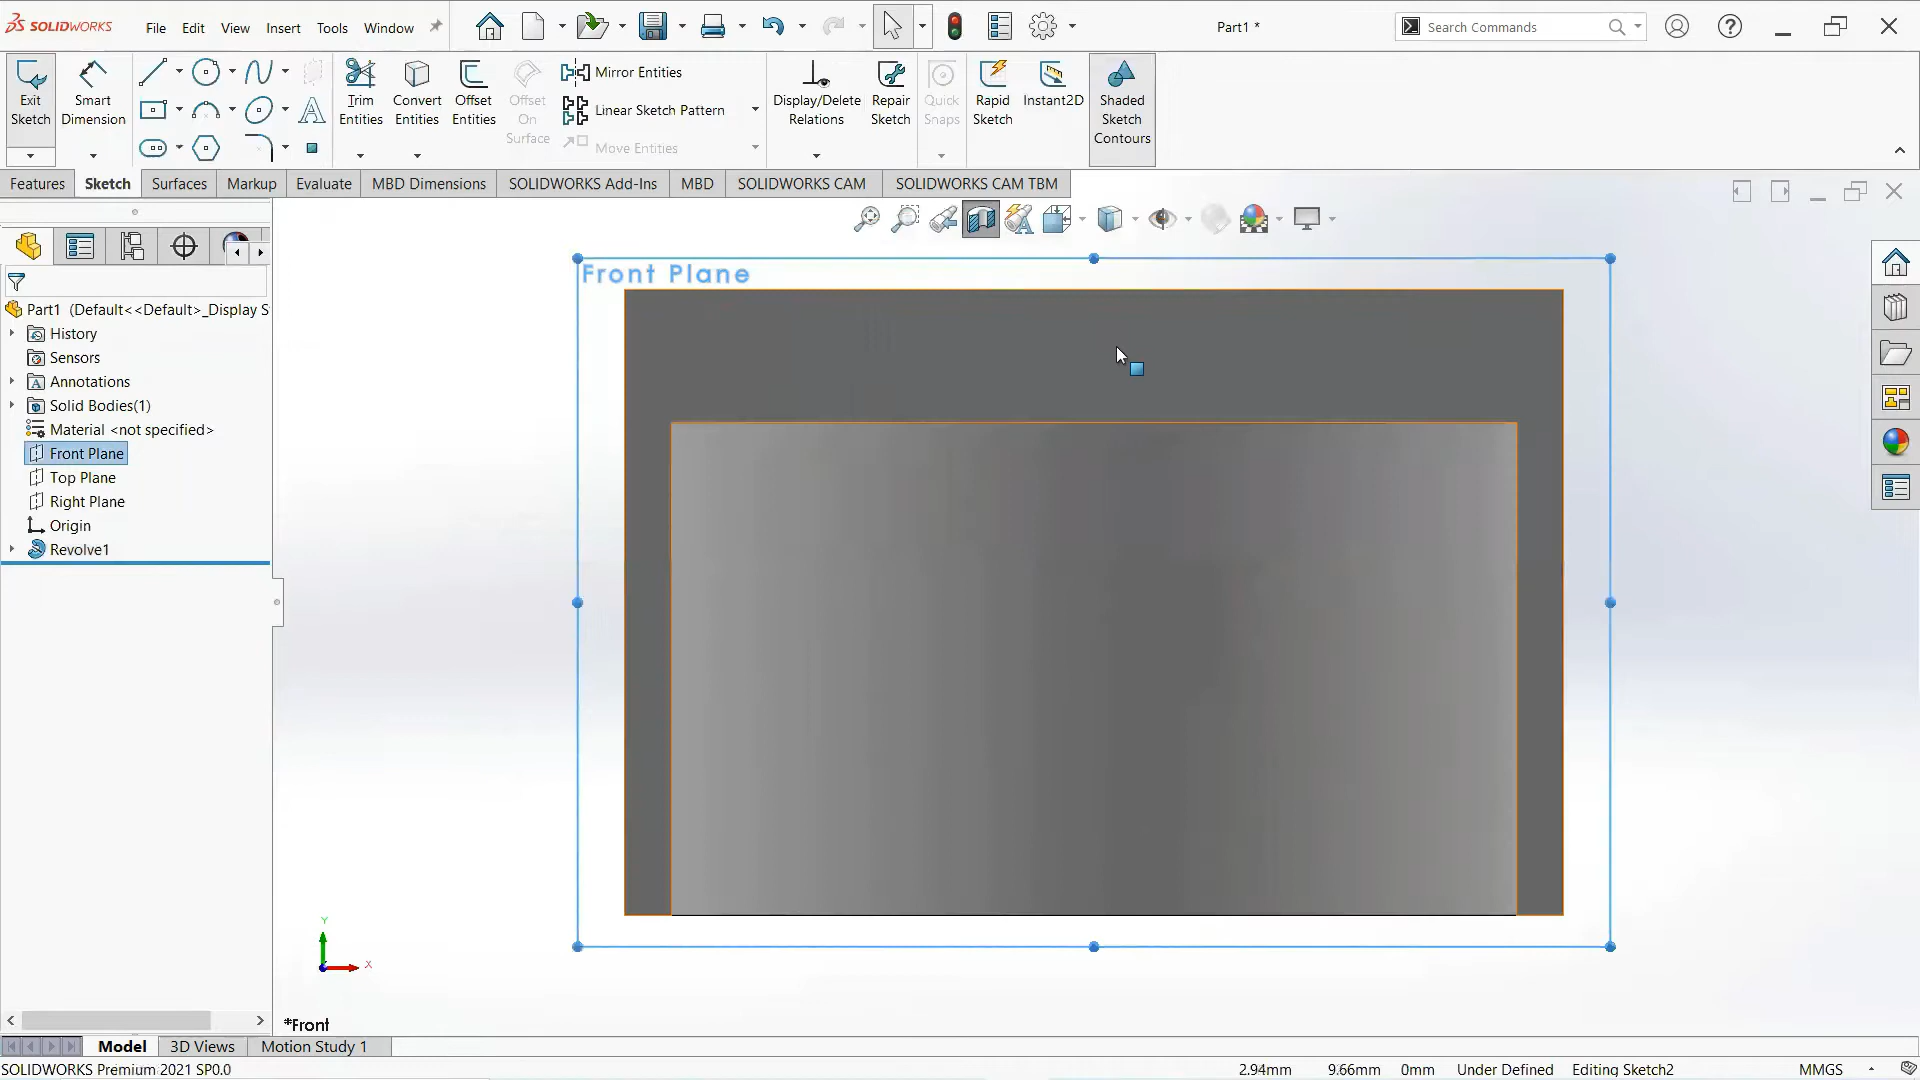 SOLIDWORKS File Edit View Insert Tools Window Part1 * Search Commands
Exit Sketch
Smart Dimension
Trim Entities
Convert Entities
Offset Entities
Offset On Surface
Mirror Entities
Linear Sketch Pattern
Move Entities
Display/Delete Relations
Repair Sketch
Quick Snaps
Rapid Sketch
Instant2D
Shaded Sketch Contours
Features Sketch Surfaces Markup Evaluate MBD Dimensions SOLIDWORKS Add-Ins MBD SOLIDWORKS CAM SOLIDWORKS CAM TBM
Part1 (Default<<Default>_Display S
History
Sensors
Annotations
Solid Bodies(1)
Material <not specified>
Front Plane
Top Plane
Right Plane
Origin
Revolve1
Front Plane
Y
X
*Front
Model 3D Views Motion Study 1
SOLIDWORKS Premium 2021 SP0.0 2.94mm 9.66mm 0mm Under Defined Editing Sketch2 MMGS